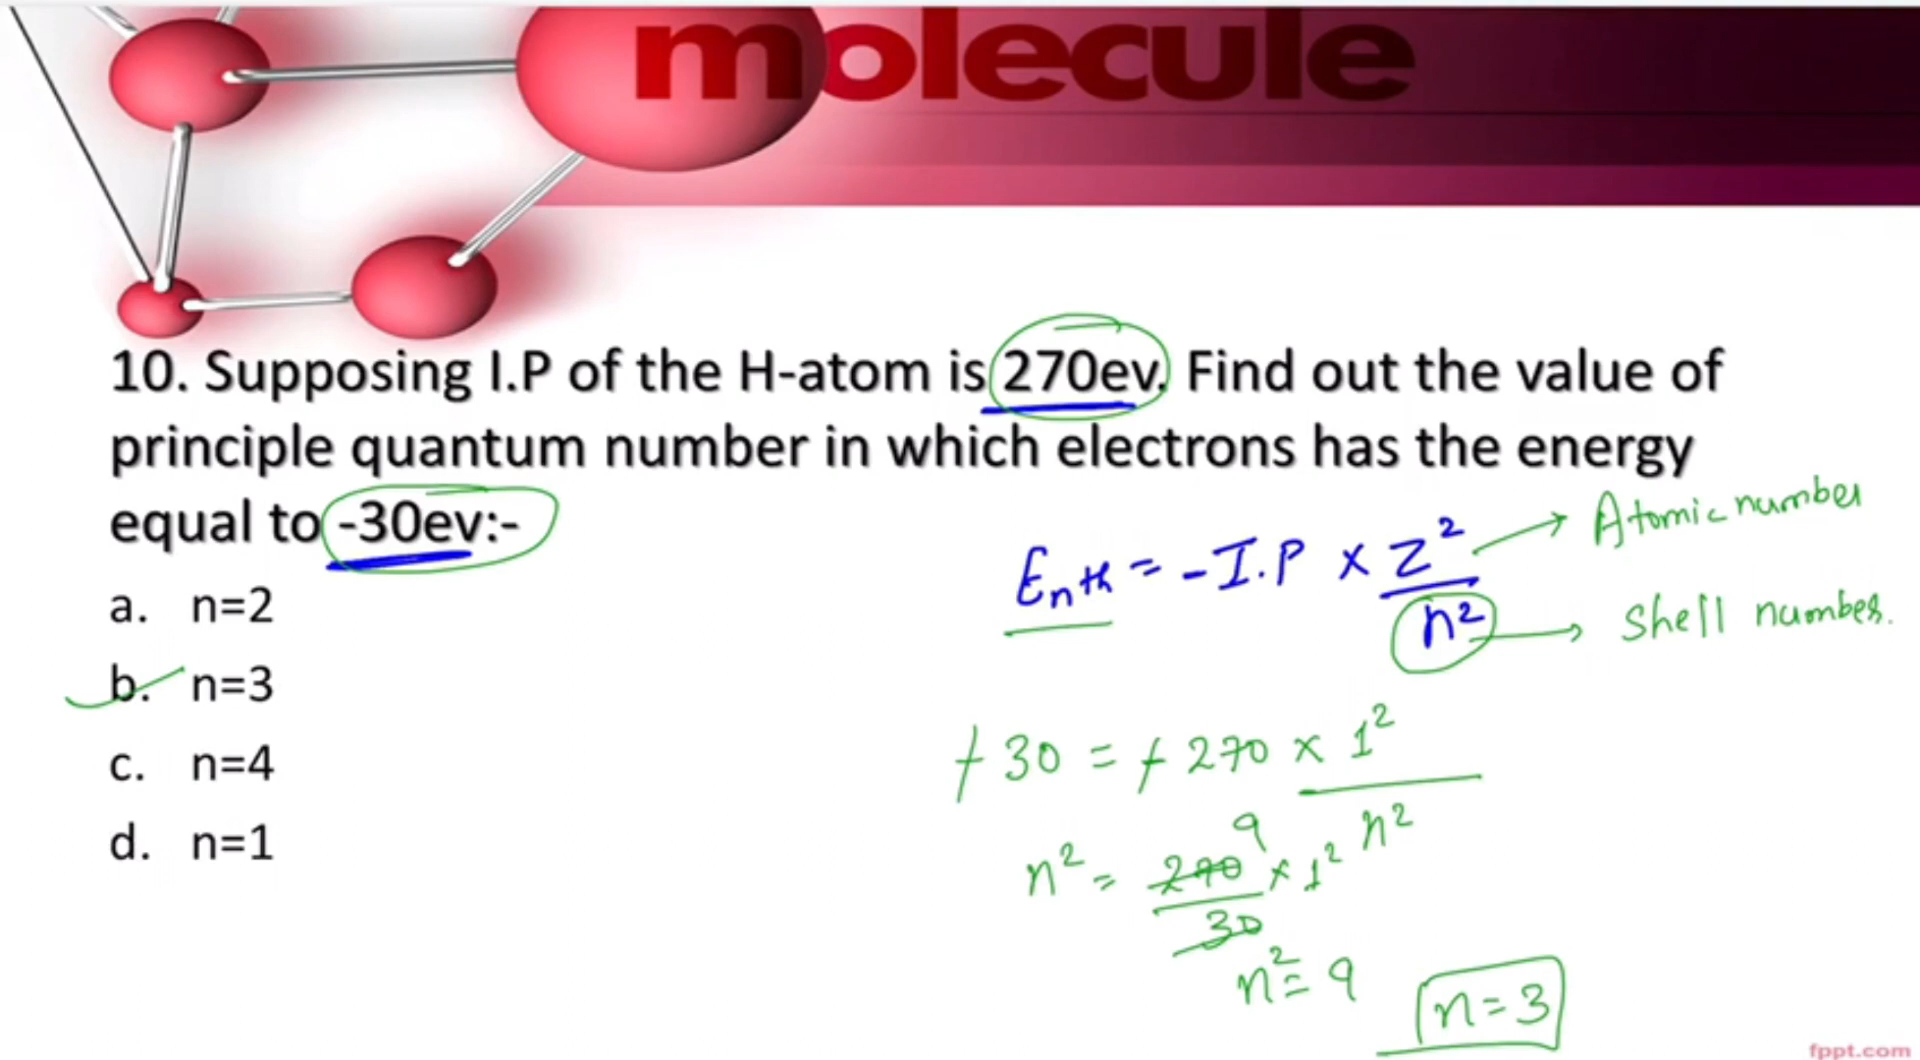 molecule
10. Supposing I.P of the H-atom is 270ev. Find out the value of
principle quantum number in which electrons has the energy
equal to -30ev:-
a. n=2
b. n=3
c. n=4
d. n=1
Enth = -I.P × Z²/n²
Atomic number
Shell number.
-30 = -270 × 1²/n²
n² = 270/30 × 1²
9
n² = 9
n = 3
fppt.com